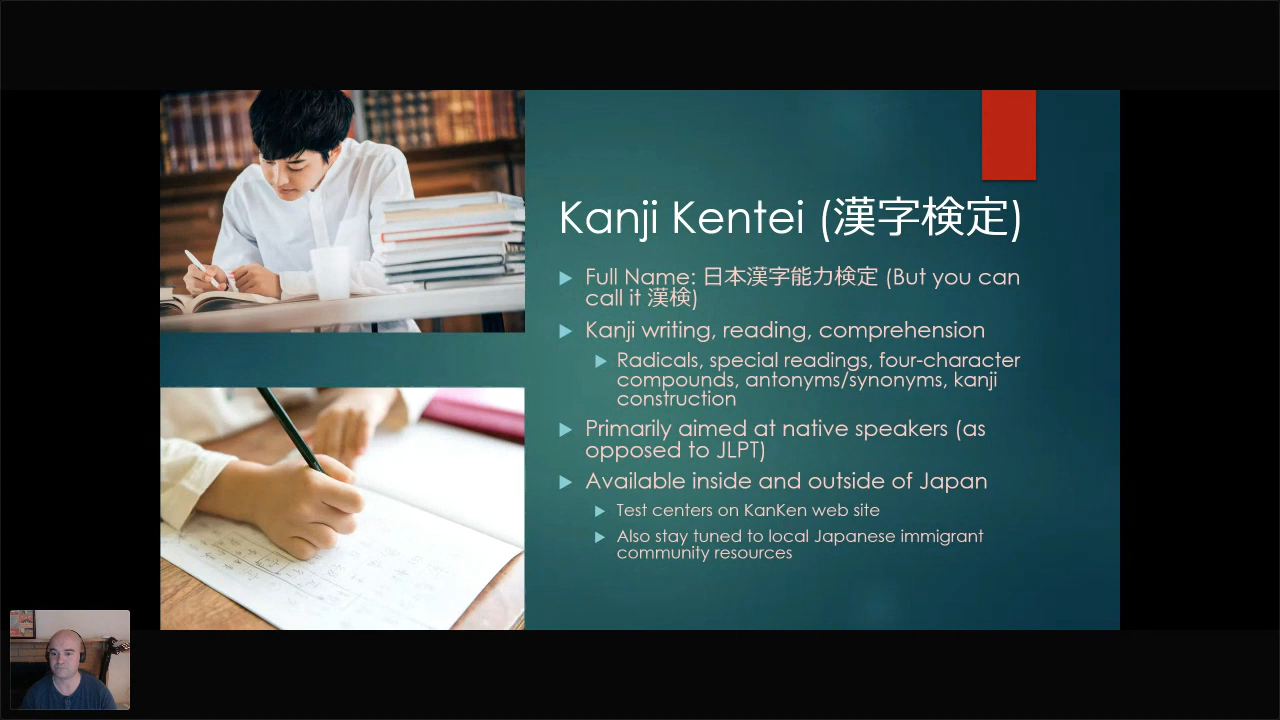 Kanji Kentei (漢字検定)
Full Name: 日本漢字能力検定 (But you can
call it 漢検)
Kanji writing, reading, comprehension
Radicals, special readings, four-character
compounds, antonyms/synonyms, kanji
construction
Primarily aimed at native speakers (as
opposed to JLPT)
Available inside and outside of Japan
Test centers on KanKen web site
Also stay tuned to local Japanese immigrant
community resources